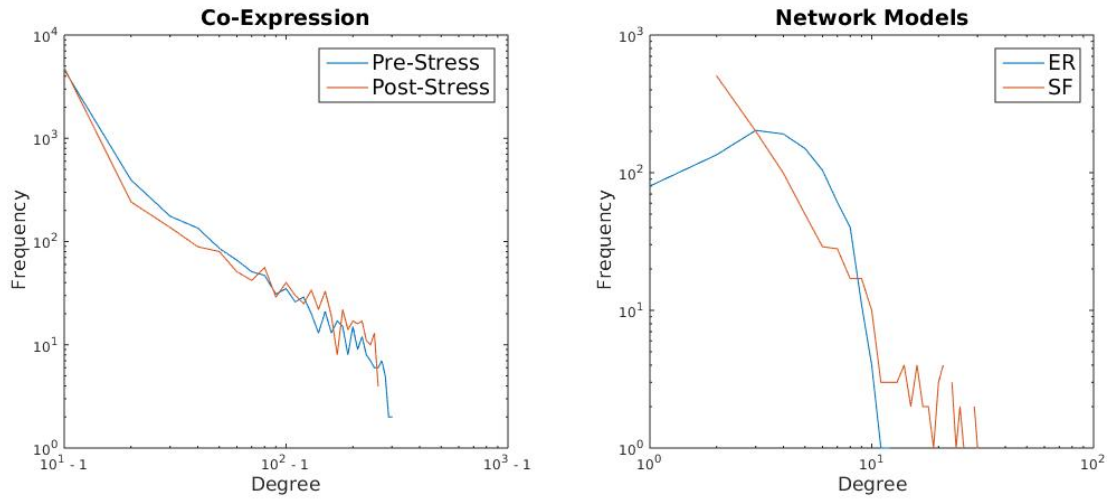 Co-Expression
10^4
10^3
10^2
10^1
10^0
Frequency
Pre-Stress
Post-Stress
10^1 - 1
10^2 - 1
10^3 - 1
Degree
Network Models
10^3
10^2
10^1
10^0
Frequency
ER
SF
10^0
10^1
10^2
Degree